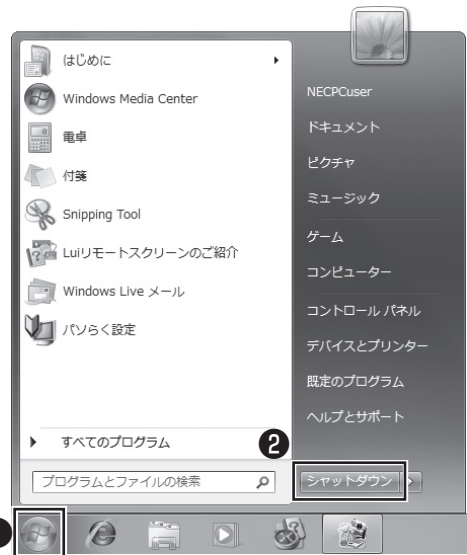 はじめに
Windows Media Center
電卓
付箋
Snipping Tool
Luiリモートスクリーンのご紹介
Windows Live メール
パソらく設定
すべてのプログラム
プログラムとファイルの検索
NECPCuser
ドキュメント
ピクチャ
ミュージック
ゲーム
コンピューター
コントロール パネル
デバイスとプリンター
既定のプログラム
ヘルプとサポート
❷
シャットダウン